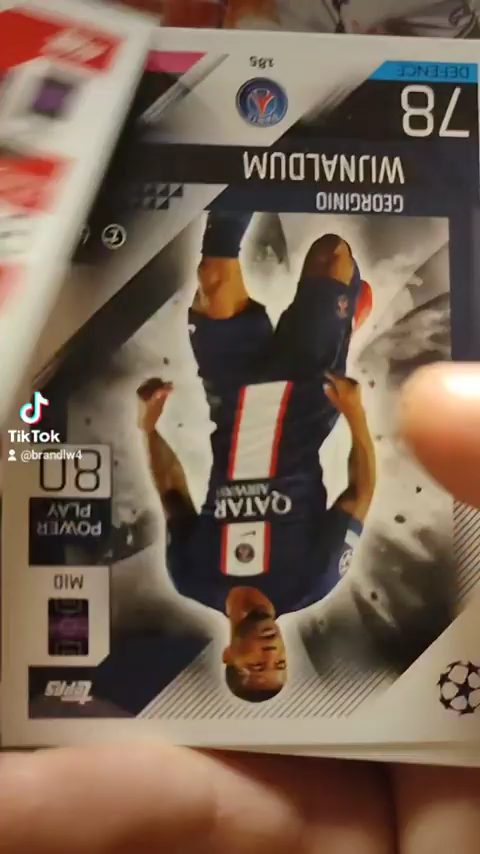 TOPPS
MID
POWER
PLAY
80
QATAR
AIRWAYS
GEORGINIO
WIJNALDUM
78
DEFENCE
185
TikTok
@brandlw4